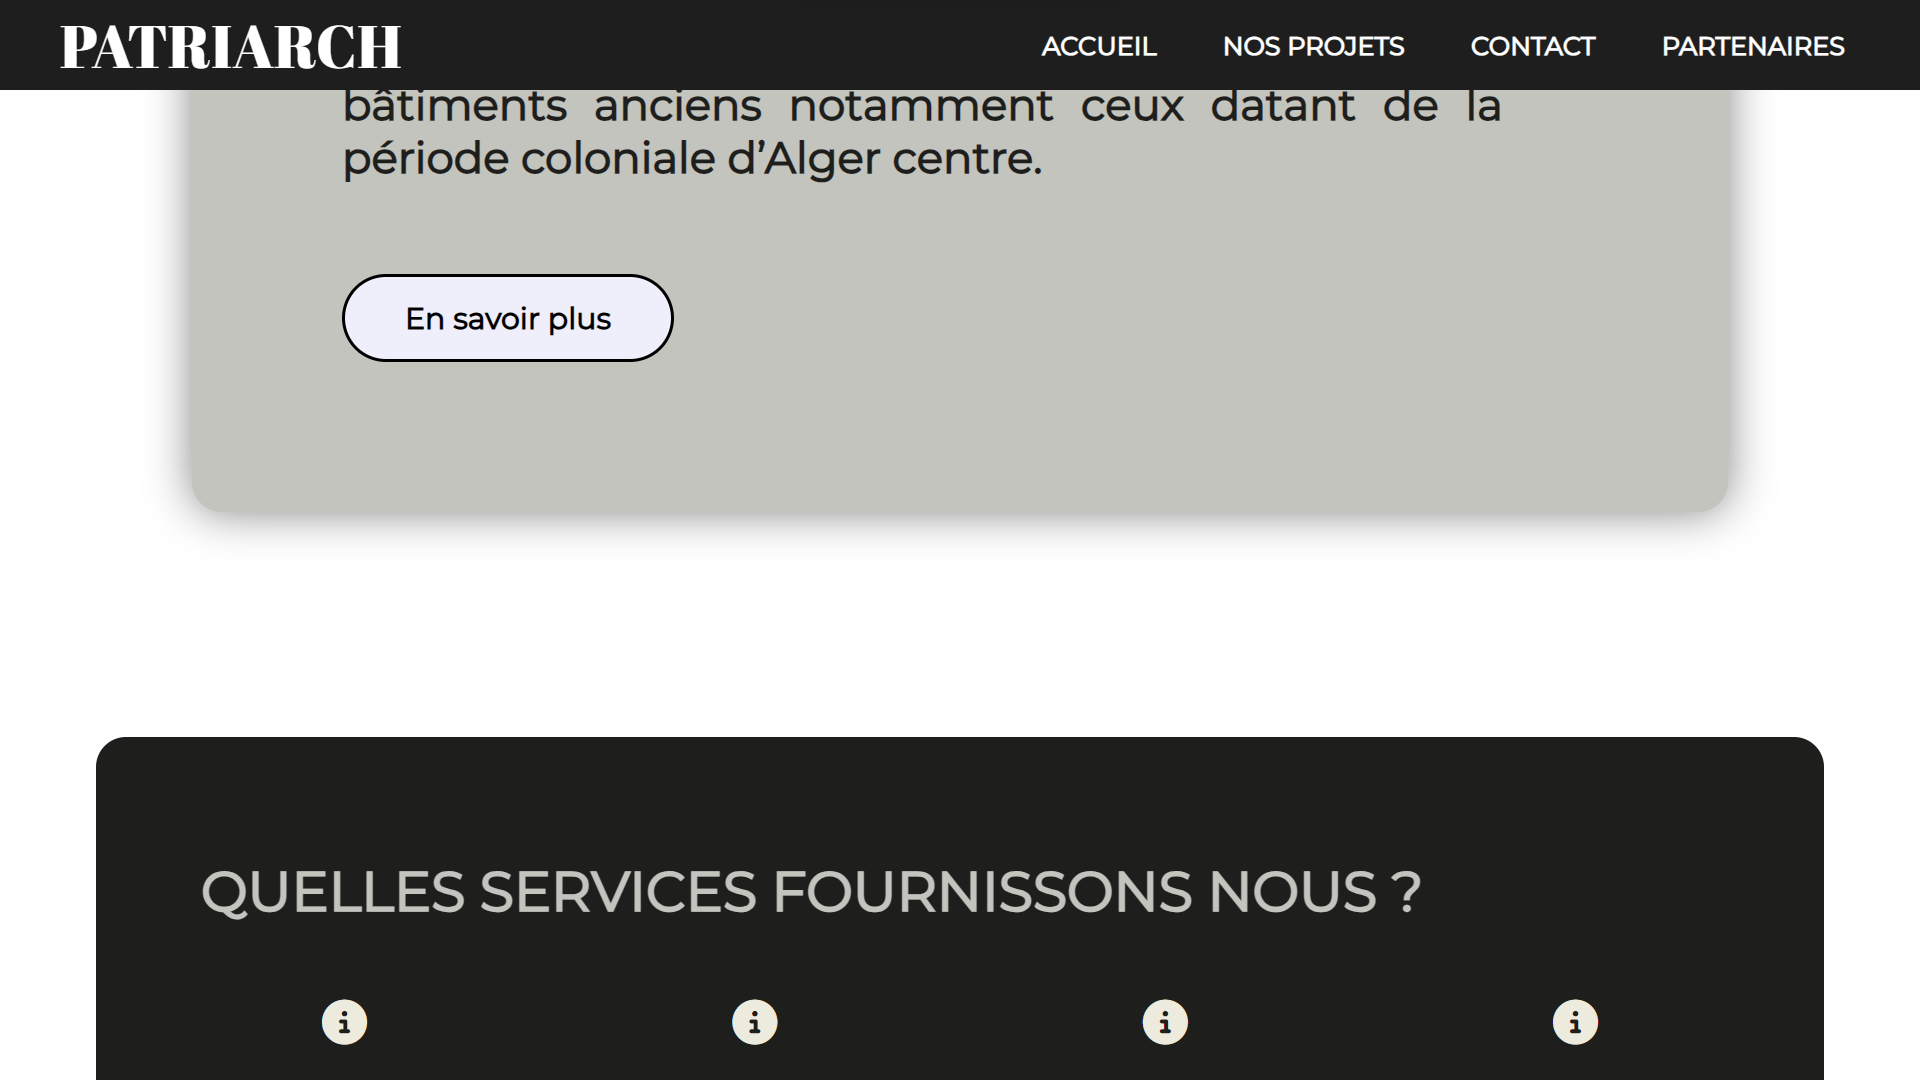 PATRIARCH
ACCUEIL NOS PROJETS CONTACT PARTENAIRES
bâtiments anciens notamment ceux datant de la
période coloniale d’Alger centre.
En savoir plus
QUELLES SERVICES FOURNISSONS NOUS ?